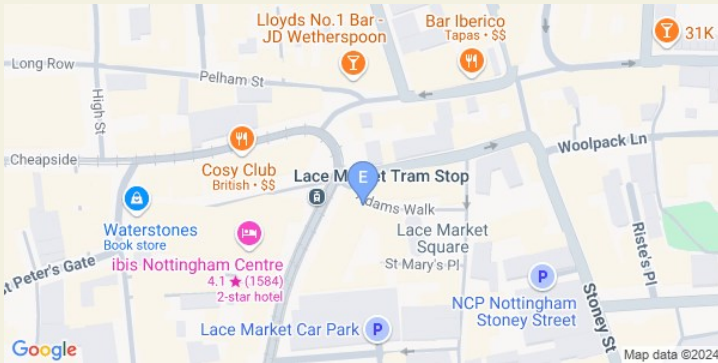 Lloyds No.1 Bar -
JD Wetherspoon
Bar Iberico
Tapas • $$
31K
Long Row
Pelham St
High St
Cheapside
Woolpack Ln
Cosy Club
British • $$
Lace M
ket Tram Stop
E
dams Walk
Waterstones
Book store
Lace Market
Square
ibis Nottingham Centre
4.1 ★ (1584)
2-star hotel
St Mary's Pl
Riste's Pl
t Peter's Gate
P
NCP Nottingham
Stoney Street
Stoney St
Lace Market Car Park
P
Google
Map data ©2024